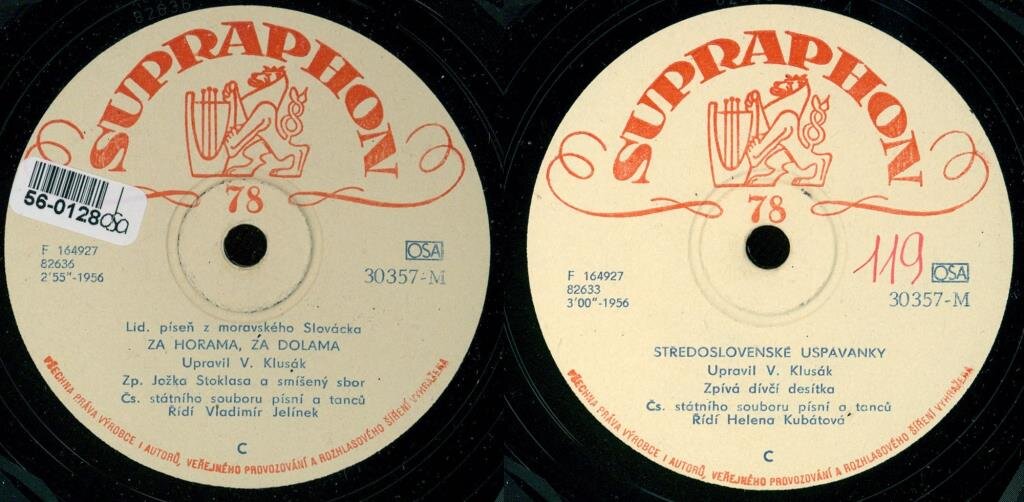 SUPRAPHON
78
56-0128
F 164927
82636
2'55"-1956
OSA
30357-M
Lid. píseň z moravského Slovácka
ZA HORAMA, ZA DOLAMA
Upravil V. Klusák
Zp. Jožka Stoklasa a smíšený sbor
Čs. státního souboru písní a tanců
Řídí Vladimír Jelínek
C
VŠECHNA PRÁVA VÝROBCE I AUTORŮ, VEŘEJNÉHO PROVOZOVÁNÍ A ROZHLASOVÉHO ŠÍŘENÍ VYHRAŽENA
SUPRAPHON
78
119
F 164927
82633
3'00"-1956
OSA
30357-M
STŘEDOSLOVENSKÉ USPAVANKY
Upravil V. Klusák
Zpívá dívčí desítka
Čs. státního souboru písní a tanců
Řídí Helena Kubátová
C
VŠECHNA PRÁVA VÝROBCE I AUTORŮ, VEŘEJNÉHO PROVOZOVÁNÍ A ROZHLASOVÉHO ŠÍŘENÍ VYHRAŽENA